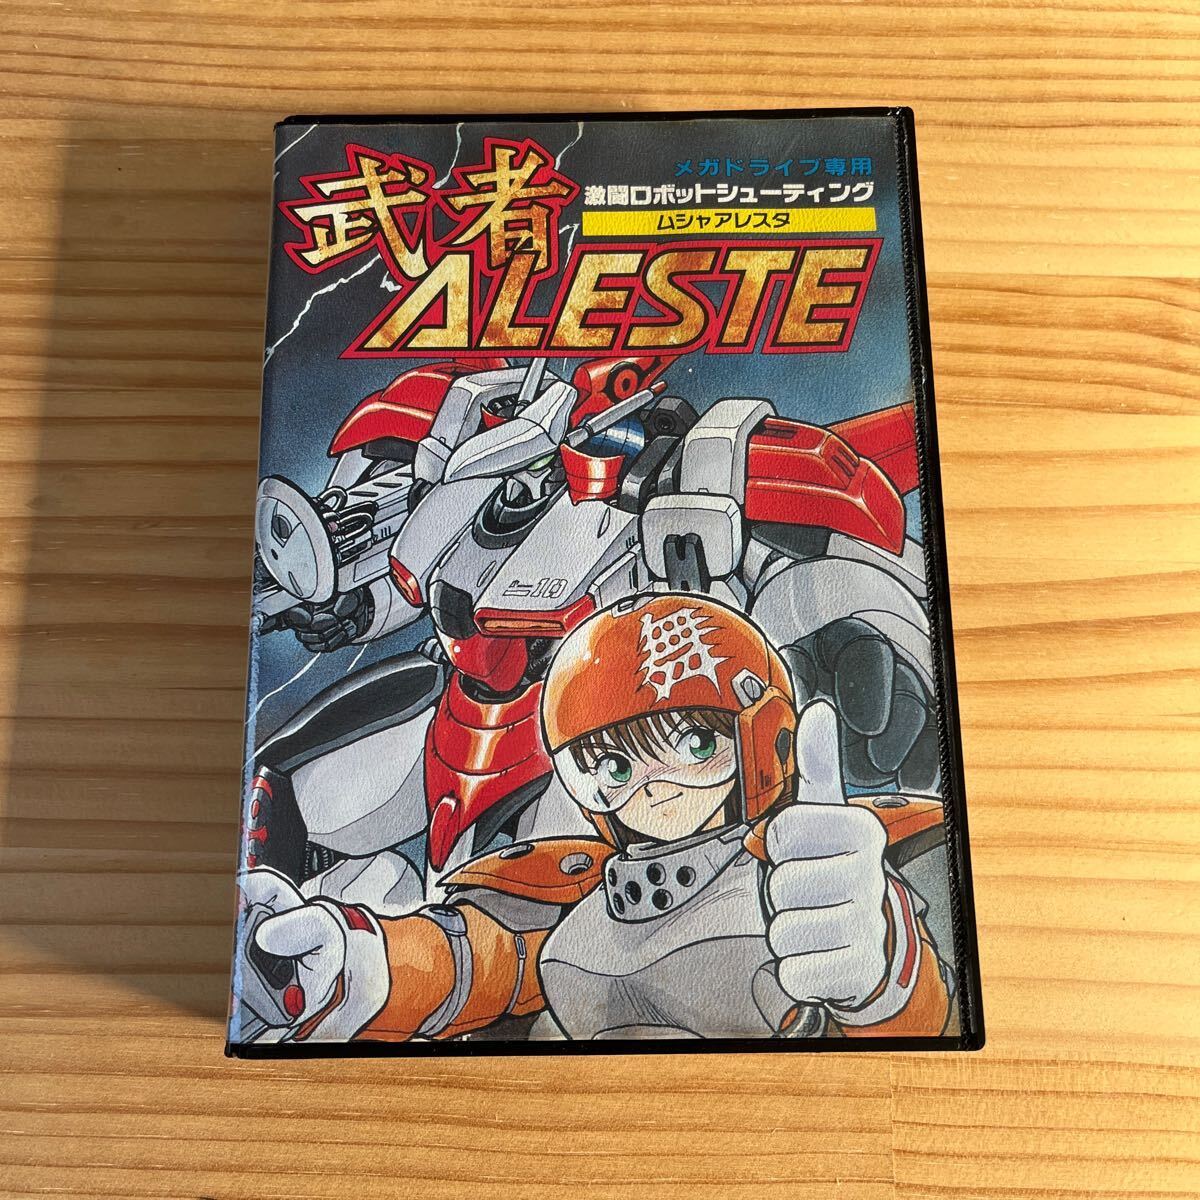 武者
メガドライブ専用
激闘ロボットシューティング
ムシャアレスタ
ALESTE
10
舞